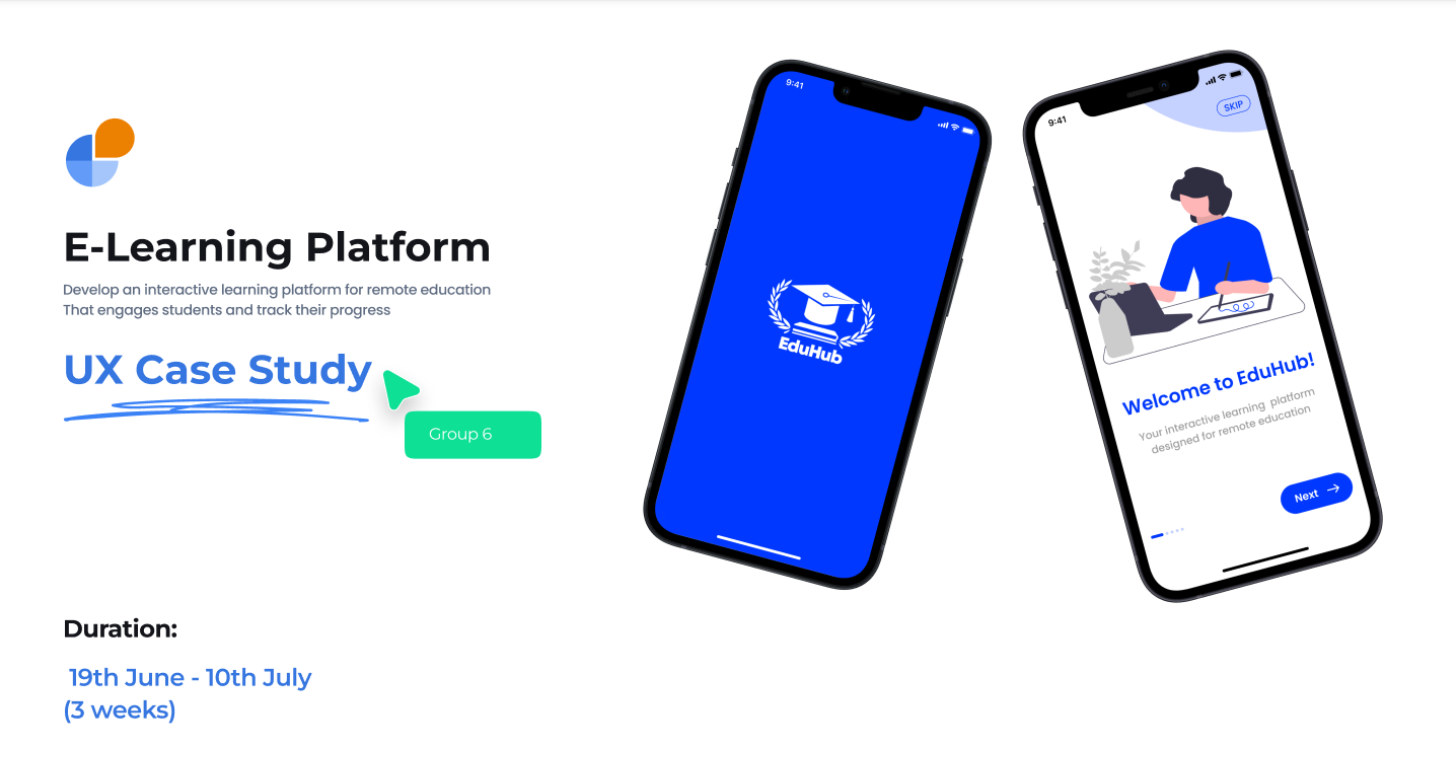 E-Learning Platform
Develop an interactive learning platform for remote education
That engages students and track their progress
UX Case Study
Group 6
Duration:
19th June - 10th July
(3 weeks)
9:41
EduHub
9:41
SKIP
Welcome to EduHub!
Your interactive learning platform
designed for remote education
Next